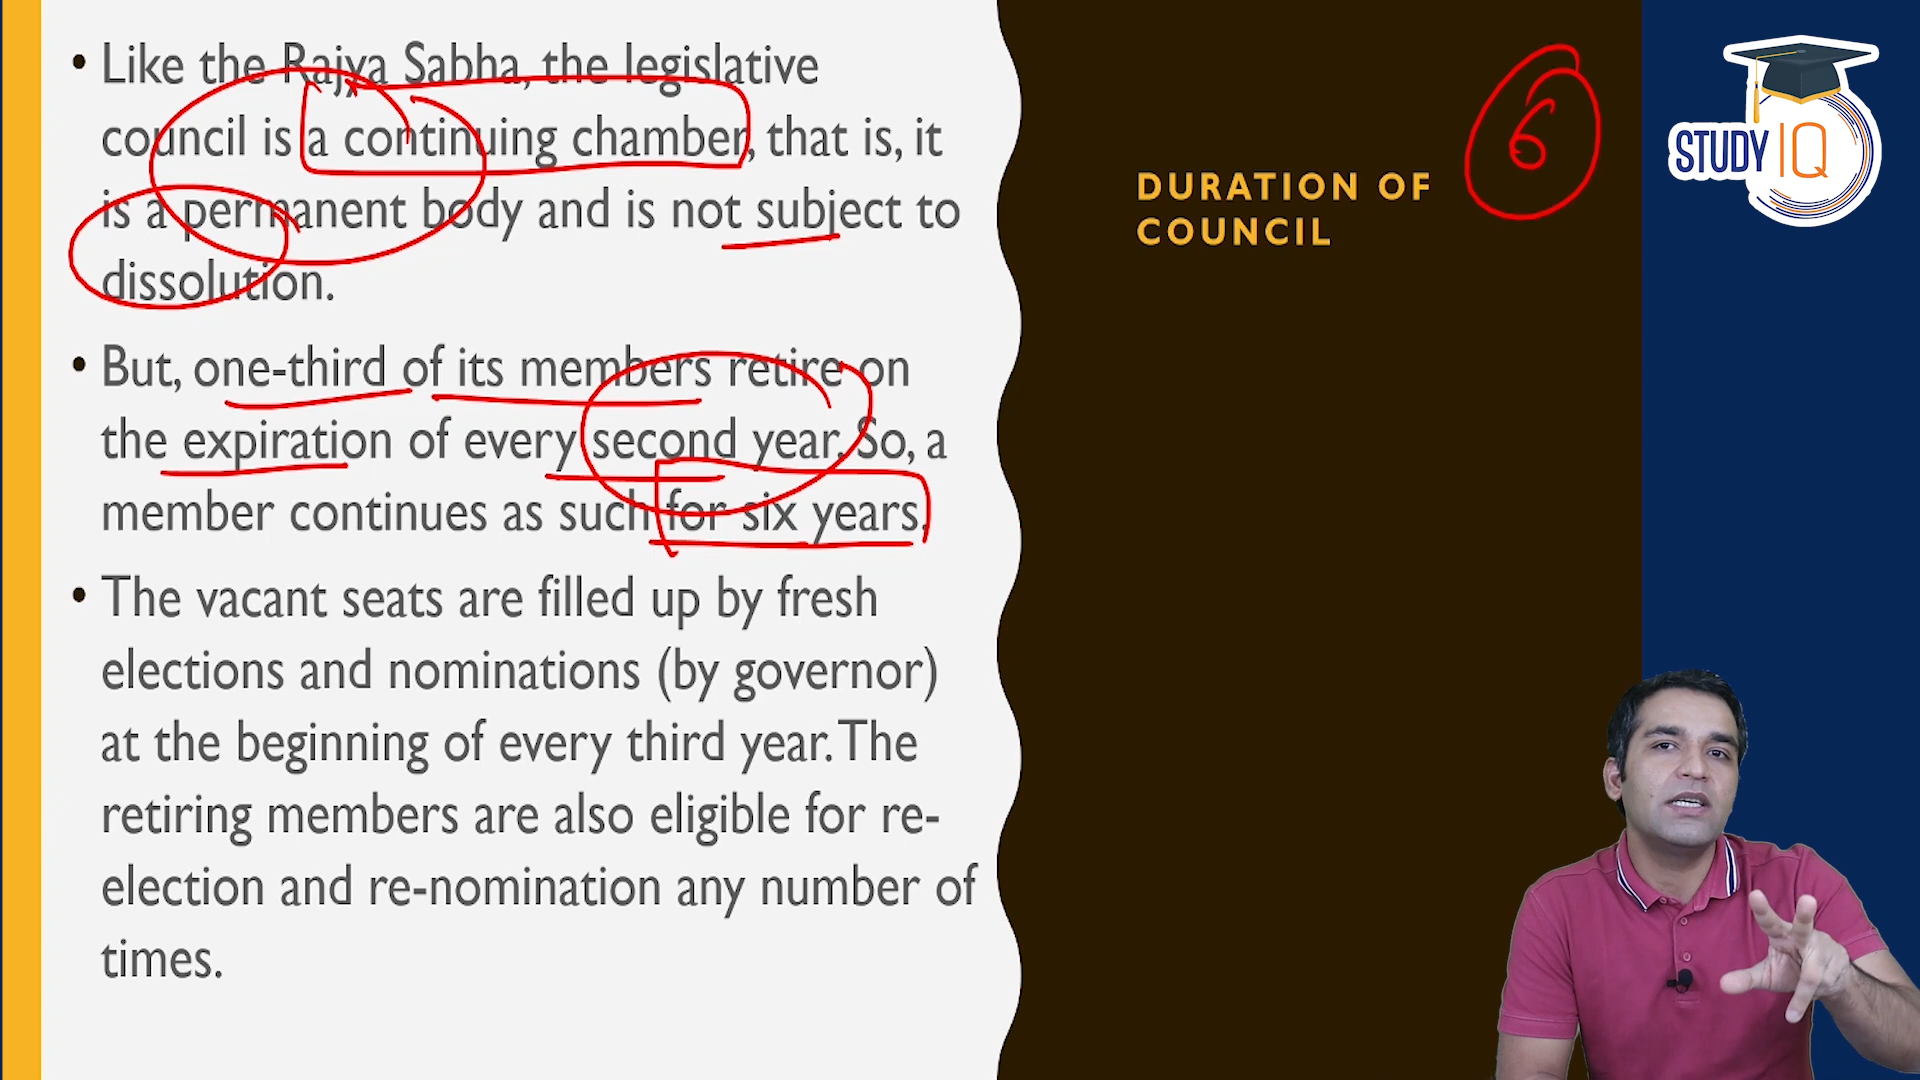 • Like the Rajya Sabha, the legislative
council is a continuing chamber, that is, it
is a permanent body and is not subject to
dissolution.
• But, one-third of its members retire on
the expiration of every second year. So, a
member continues as such for six years.
• The vacant seats are filled up by fresh
elections and nominations (by governor)
at the beginning of every third year. The
retiring members are also eligible for re-
election and re-nomination any number of
times.
DURATION OF
COUNCIL
6
STUDY IQ